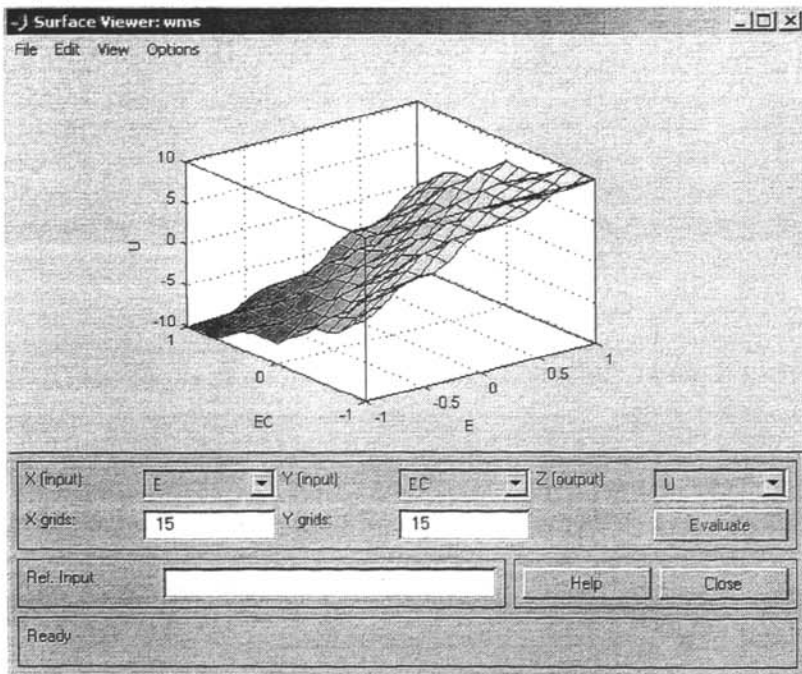 Surface Viewer: wms
File Edit View Options
10
5
0
-5
-10
U
1
0
-1
EC
-1
-0.5
0
0.5
1
E
X (input): E Y (input): EC Z (output): U
X grids: 15 Y grids: 15 Evaluate
Ref. Input Help Close
Ready